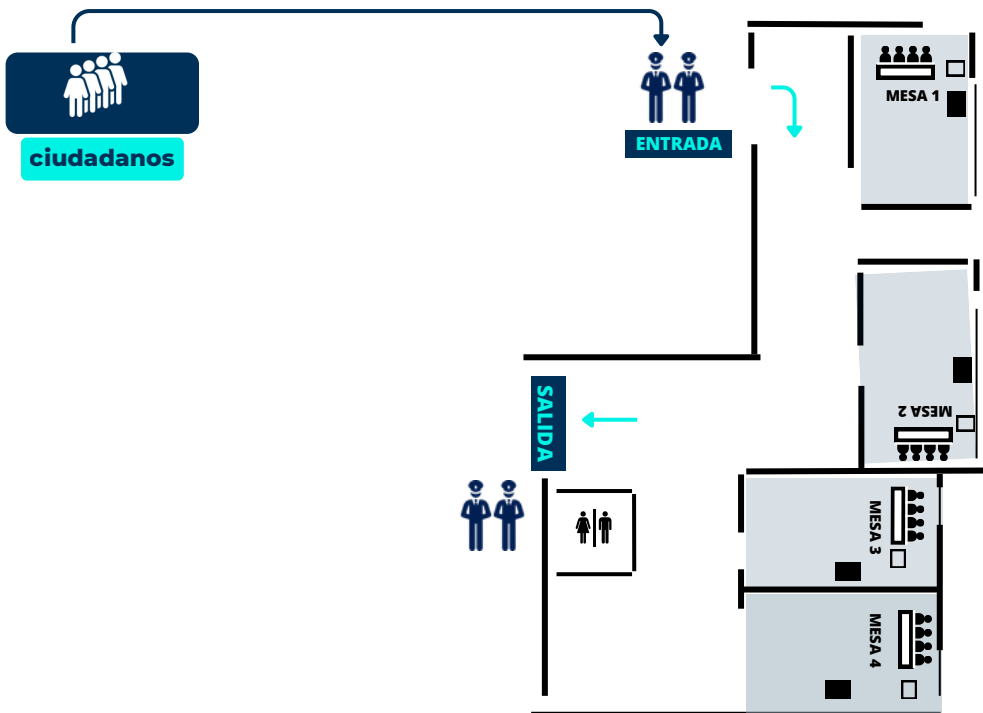 ciudadanos
ENTRADA
MESA 1
MESA 2
SALIDA
MESA 3
MESA 4